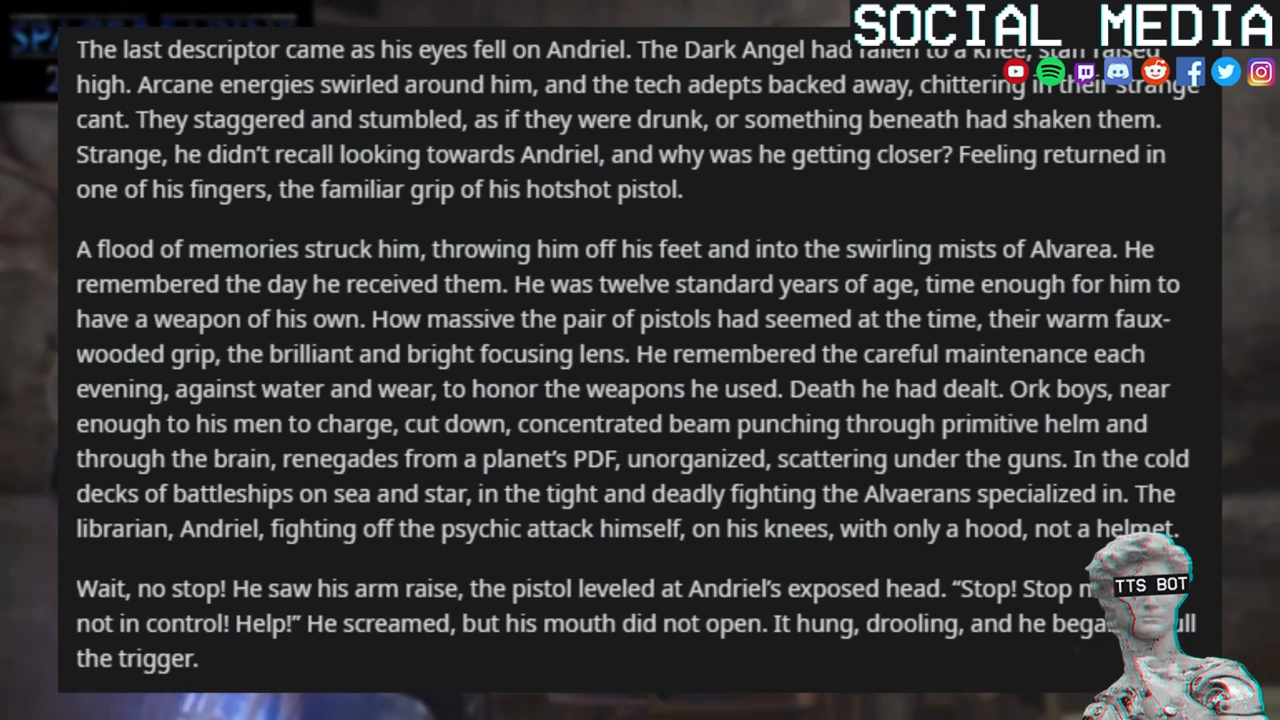 SOCIAL MEDIA
The last descriptor came as his eyes fell on Andriel. The Dark Angel had fallen to a knee, staff raised
high. Arcane energies swirled around him, and the tech adepts backed away, chittering in their strange
cant. They staggered and stumbled, as if they were drunk, or something beneath had shaken them.
Strange, he didn't recall looking towards Andriel, and why was he getting closer? Feeling returned in
one of his fingers, the familiar grip of his hotshot pistol.
A flood of memories struck him, throwing him off his feet and into the swirling mists of Alvarea. He
remembered the day he received them. He was twelve standard years of age, time enough for him to
have a weapon of his own. How massive the pair of pistols had seemed at the time, their warm faux-
wooded grip, the brilliant and bright focusing lens. He remembered the careful maintenance each
evening, against water and wear, to honor the weapons he used. Death he had dealt. Ork boys, near
enough to his men to charge, cut down, concentrated beam punching through primitive helm and
through the brain, renegades from a planet's PDF, unorganized, scattering under the guns. In the cold
decks of battleships on sea and star, in the tight and deadly fighting the Alvaerans specialized in. The
librarian, Andriel, fighting off the psychic attack himself, on his knees, with only a hood, not a helmet.
Wait, no stop! He saw his arm raise, the pistol leveled at Andriel's exposed head. “Stop! Stop
not in control! Help!” He screamed, but his mouth did not open. It hung, drooling, and he
the trigger.
TTS BOT